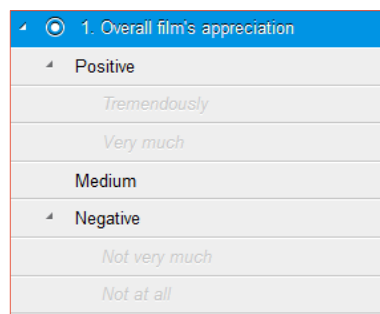 1. Overall film's appreciation
Positive
Tremendously
Very much
Medium
Negative
Not very much
Not at all